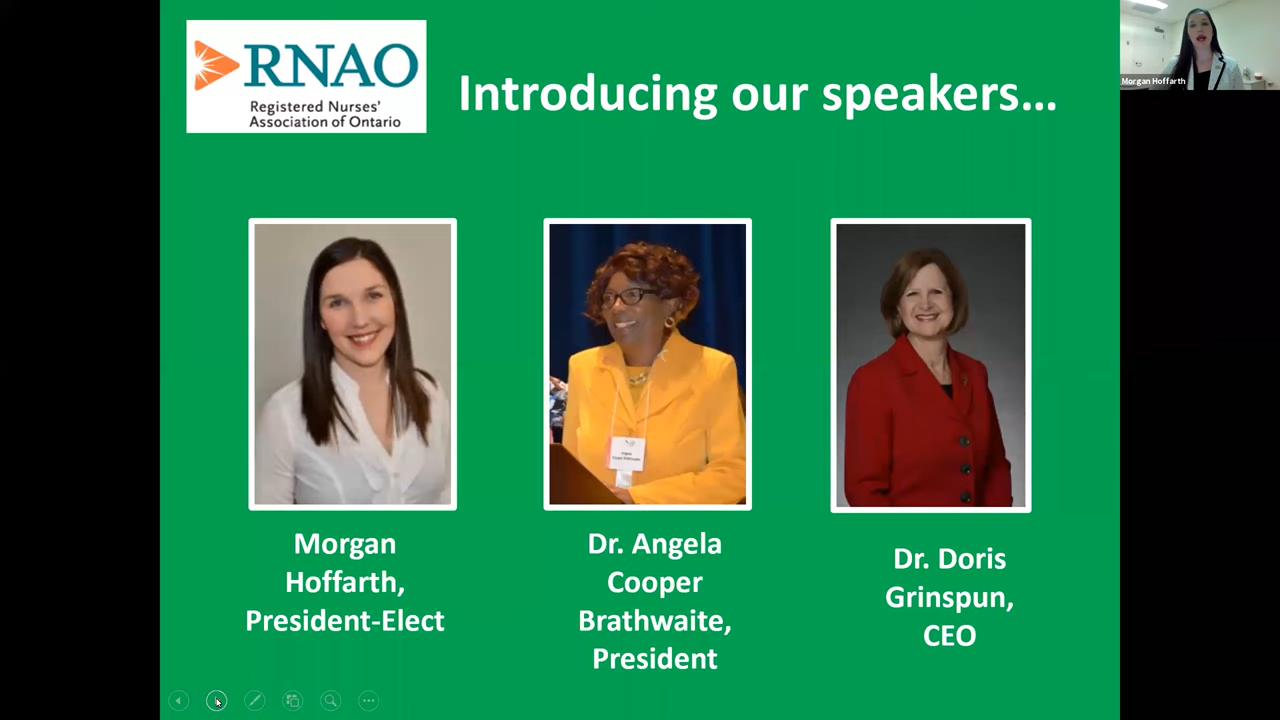 RNAO
Registered Nurses'
Association of Ontario
Introducing our speakers...
Morgan Hoffarth
Morgan
Hoffarth,
President-Elect
Dr. Angela
Cooper
Brathwaite,
President
Dr. Doris
Grinspun,
CEO